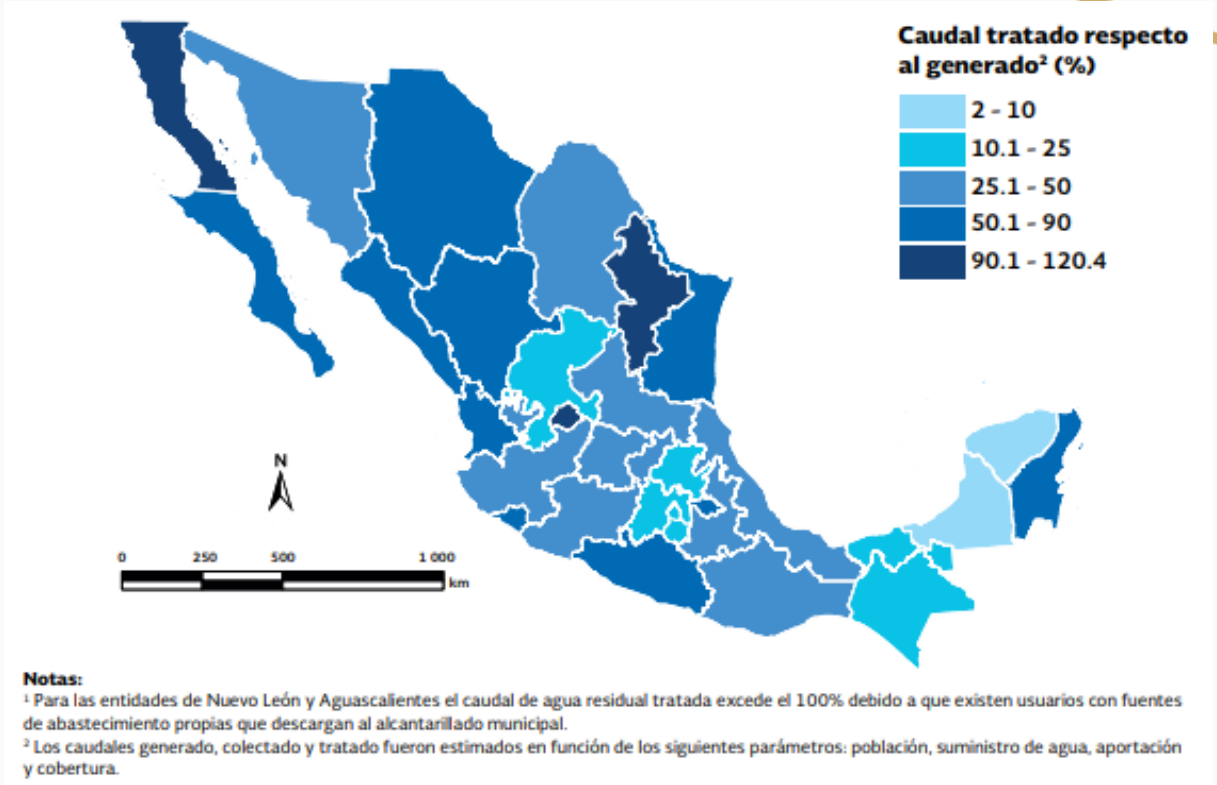 Caudal tratado respecto
al generado² (%)
2 - 10
10.1 - 25
25.1 - 50
50.1 - 90
90.1 - 120.4
N
0 250 500 1 000
km
Notas:
¹ Para las entidades de Nuevo León y Aguascalientes el caudal de agua residual tratada excede el 100% debido a que existen usuarios con fuentes
de abastecimiento propias que descargan al alcantarillado municipal.
² Los caudales generado, colectado y tratado fueron estimados en función de los siguientes parámetros: población, suministro de agua, aportación
y cobertura.